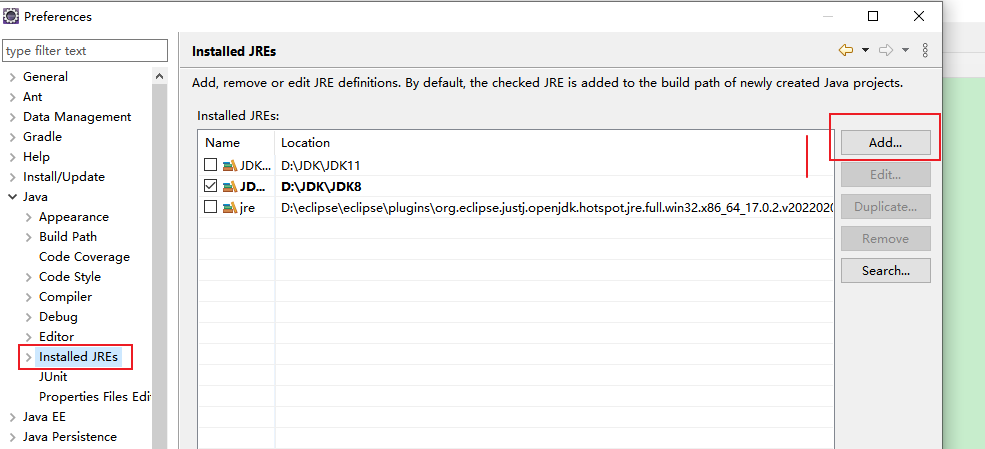 Preferences
type filter text
General
Ant
Data Management
Gradle
Help
Install/Update
Java
Appearance
Build Path
Code Coverage
Code Style
Compiler
Debug
Editor
Installed JREs
JUnit
Properties Files Edi
Java EE
Java Persistence
Installed JREs
Add, remove or edit JRE definitions. By default, the checked JRE is added to the build path of newly created Java projects.
Installed JREs:
Name Location
JDK... D:\JDK\JDK11
JD... D:\JDK\JDK8
jre D:\eclipse\eclipse\plugins\org.eclipse.justj.openjdk.hotspot.jre.full.win32.x86_64_17.0.2.v2022020
Add...
Edit...
Duplicate...
Remove
Search...